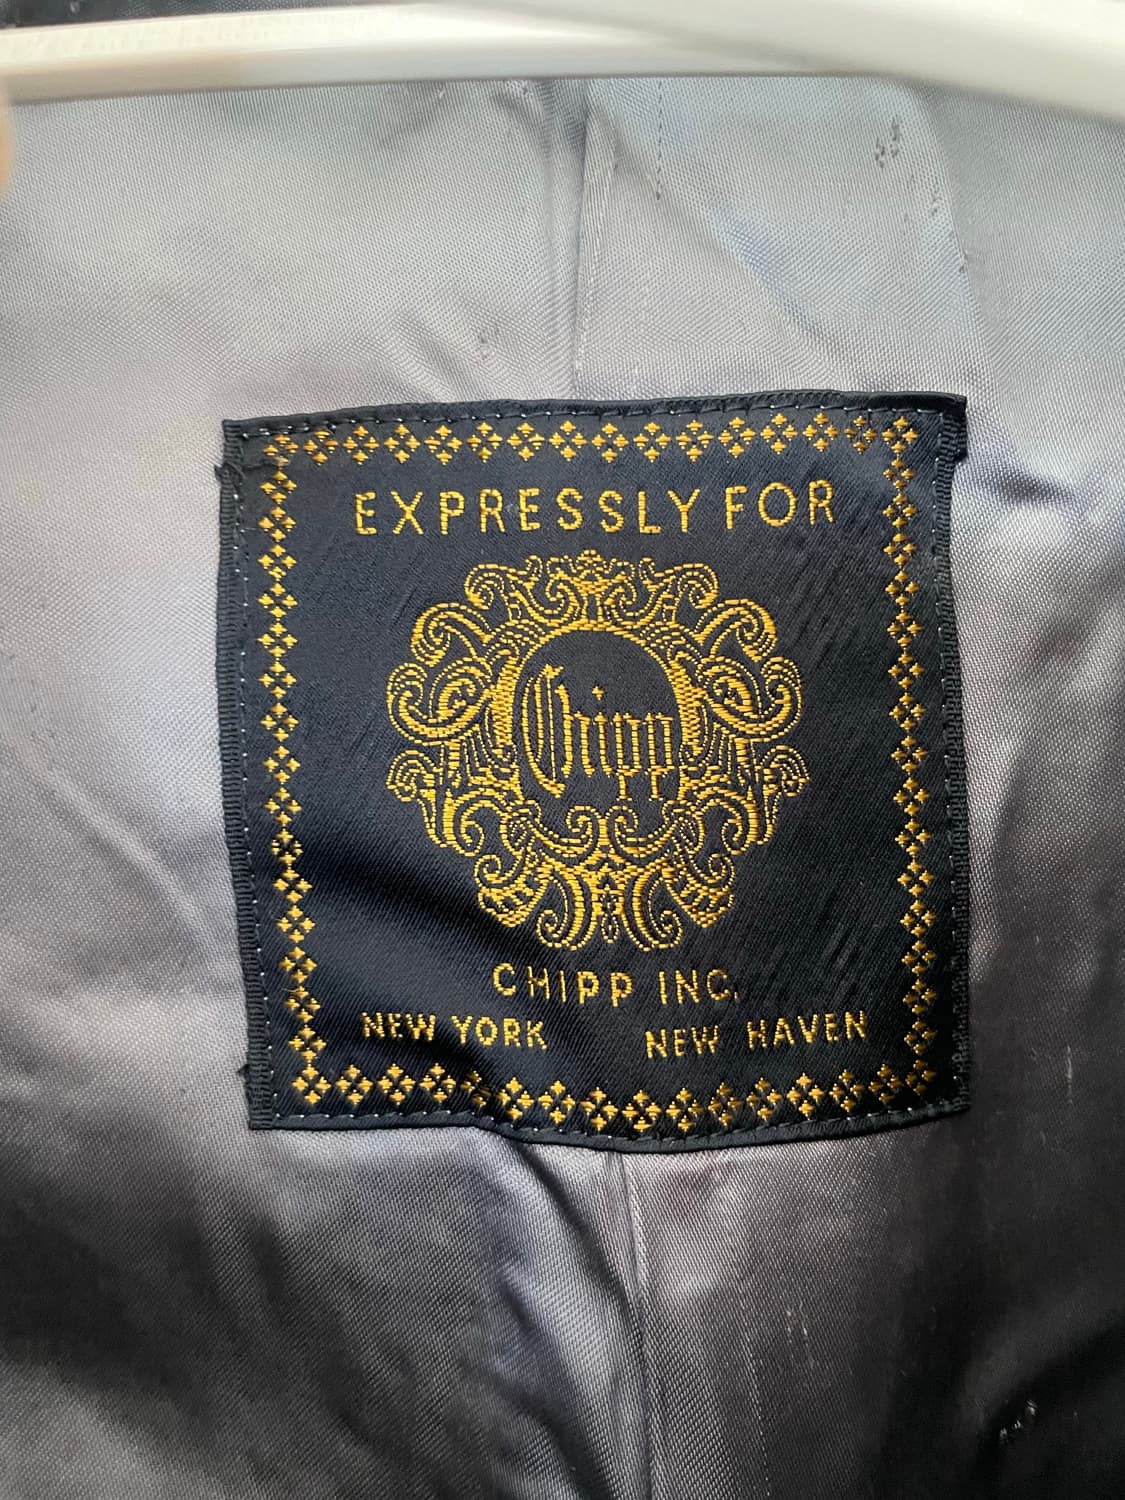 EXPRESSLY FOR
Chipp
CHIPP INC.
NEW YORK NEW HAVEN